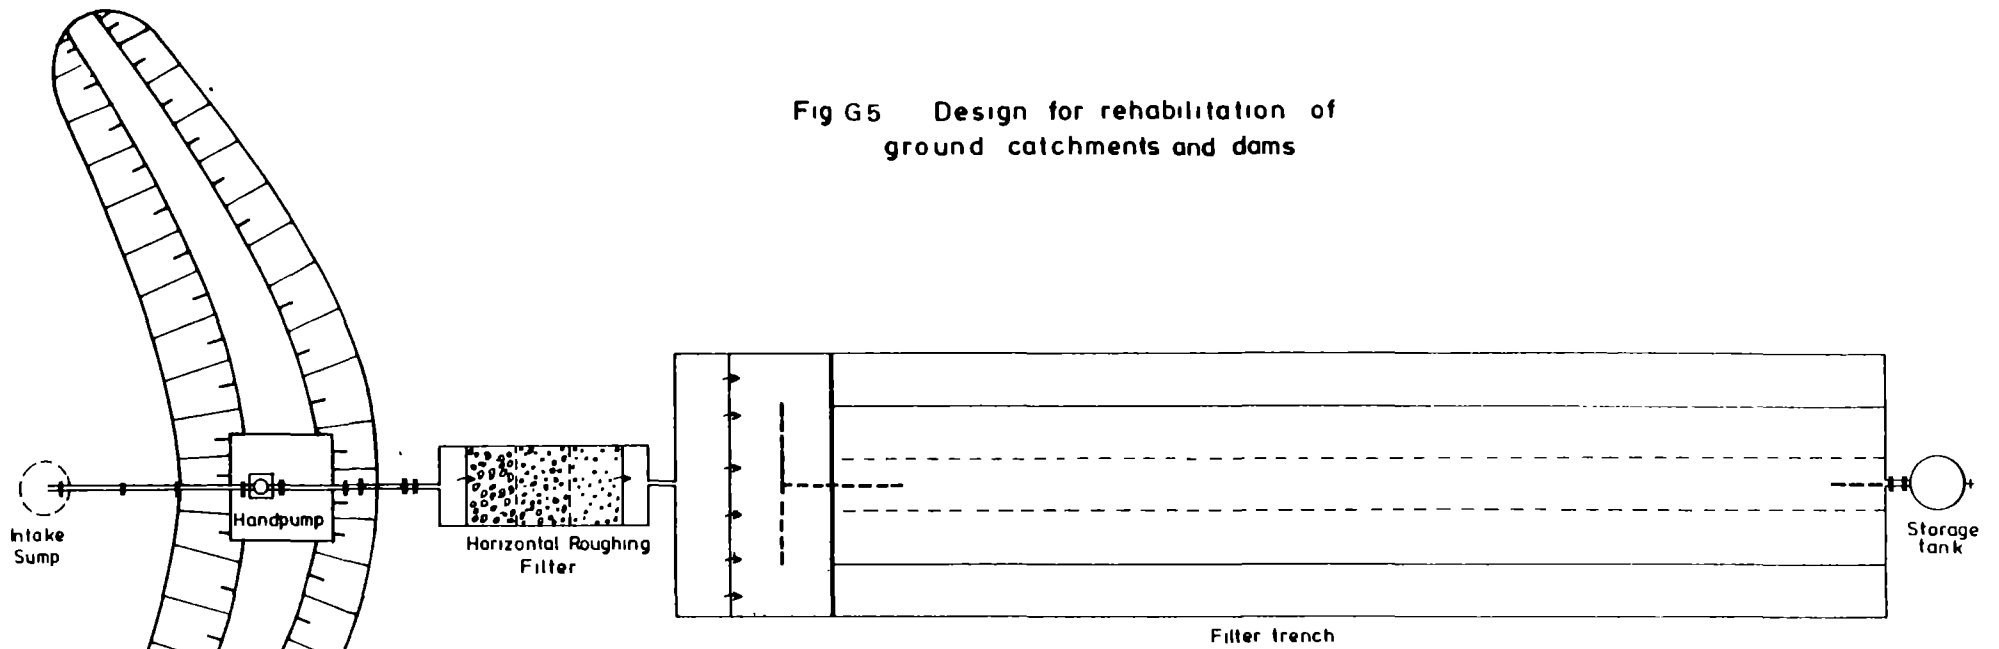 Fig G5 Design for rehabilitation of
ground catchments and dams
Intake
Sump
Handpump
Horizontal Roughing
Filter
Filter trench
Storage
tank